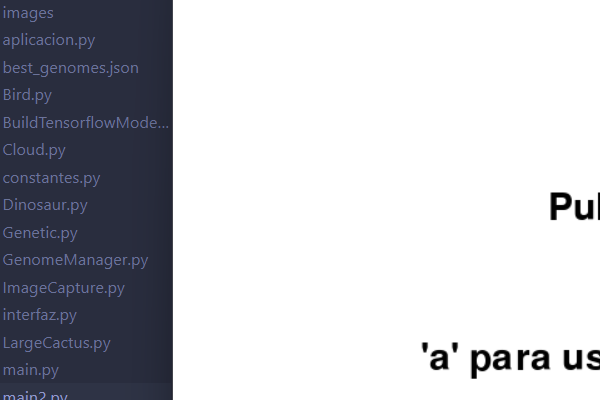 images
aplicacion.py
best_genomes.json
Bird.py
BuildTensorflowMode...
Cloud.py
constantes.py
Dinosaur.py
Genetic.py
GenomeManager.py
ImageCapture.py
interfaz.py
LargeCactus.py
main.py
main2.py
'a' para us